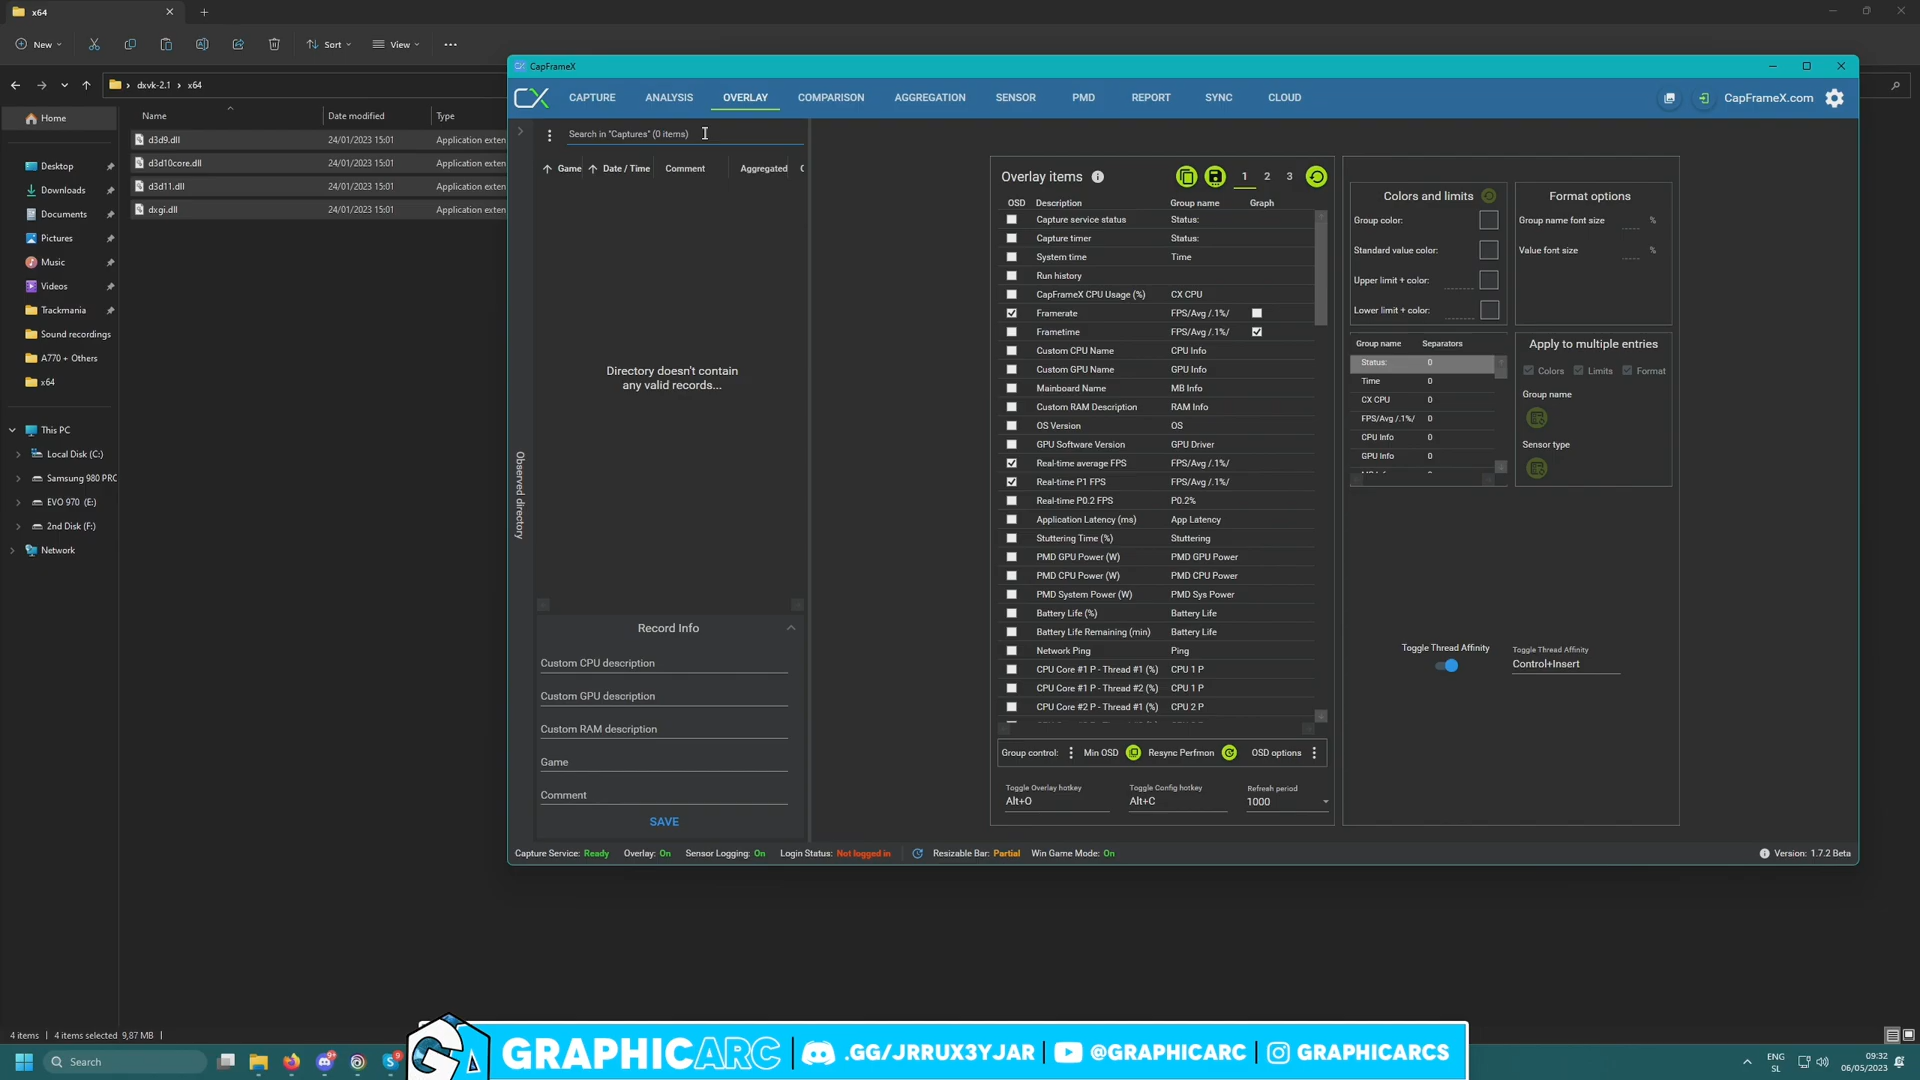 x64
New
Sort
View
dxvk-2.1
x64
Name
Date modified
Type
Home
d3d9.dll
24/01/2023 15:01
Application exten
d3d10core.dll
24/01/2023 15:01
Application exten
d3d11.dll
24/01/2023 15:01
Application exten
dxgi.dll
24/01/2023 15:01
Application exten
Desktop
Downloads
Documents
Pictures
Music
Videos
Trackmania
Sound recordings
A770 + Others
x64
This PC
Local Disk (C:)
Samsung 980 PRO
EVO 970 (E:)
2nd Disk (F:)
Network
4 items
4 items selected 9,87 MB
CapFrameX
CX
CAPTURE
ANALYSIS
OVERLAY
COMPARISON
AGGREGATION
SENSOR
PMD
REPORT
SYNC
CLOUD
CapFrameX.com
Search in "Captures" (0 items)
Game
Date / Time
Comment
Aggregated
Directory doesn't contain
any valid records...
Observed directory
Record Info
Custom CPU description
Custom GPU description
Custom RAM description
Game
Comment
SAVE
Overlay items
1
2
3
OSD
Description
Group name
Graph
Capture service status
Status:
Capture timer
Status:
System time
Time
Run history
CapFrameX CPU Usage (%)
CX CPU
Framerate
FPS/Avg /.1%/
Frametime
FPS/Avg /.1%/
Custom CPU Name
CPU Info
Custom GPU Name
GPU Info
Mainboard Name
MB Info
Custom RAM Description
RAM Info
OS Version
OS
GPU Software Version
GPU Driver
Real-time average FPS
FPS/Avg /.1%/
Real-time P1 FPS
FPS/Avg /.1%/
Real-time P0.2 FPS
P0.2%
Application Latency (ms)
App Latency
Stuttering Time (%)
Stuttering
PMD GPU Power (W)
PMD GPU Power
PMD CPU Power (W)
PMD CPU Power
PMD System Power (W)
PMD Sys Power
Battery Life (%)
Battery Life
Battery Life Remaining (min)
Battery Life
Network Ping
Ping
CPU Core #1 P - Thread #1 (%)
CPU 1 P
CPU Core #1 P - Thread #2 (%)
CPU 1 P
CPU Core #2 P - Thread #1 (%)
CPU 2 P
Group control:
Min OSD
Resync Perfmon
OSD options
Toggle Overlay hotkey
Alt+O
Toggle Config hotkey
Alt+C
Refresh period
1000
Colors and limits
Group color:
Standard value color:
Upper limit + color:
Lower limit + color:
Format options
Group name font size
%
Value font size
%
Group name
Separators
Status:
0
Time
0
CX CPU
0
FPS/Avg /.1%/
0
CPU Info
0
GPU Info
0
Apply to multiple entries
Colors
Limits
Format
Group name
Sensor type
Toggle Thread Affinity
Toggle Thread Affinity
Control+Insert
Capture Service: Ready
Overlay: On
Sensor Logging: On
Login Status: Not logged in
Resizable Bar: Partial
Win Game Mode: On
Version: 1.7.2 Beta
GRAPHICARC
.GG/JRRUX3YJAR
@GRAPHICARC
GRAPHICARCS
Search
ENG
SL
09:32
06/05/2023